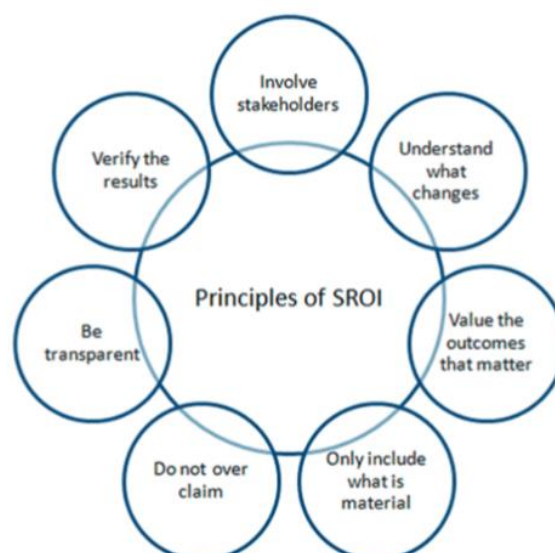 Involve
stakeholders
Understand
what
changes
Value the
outcomes
that matter
Only include
what is
material
Do not over
claim
Be
transparent
Verify the
results
Principles of SROI